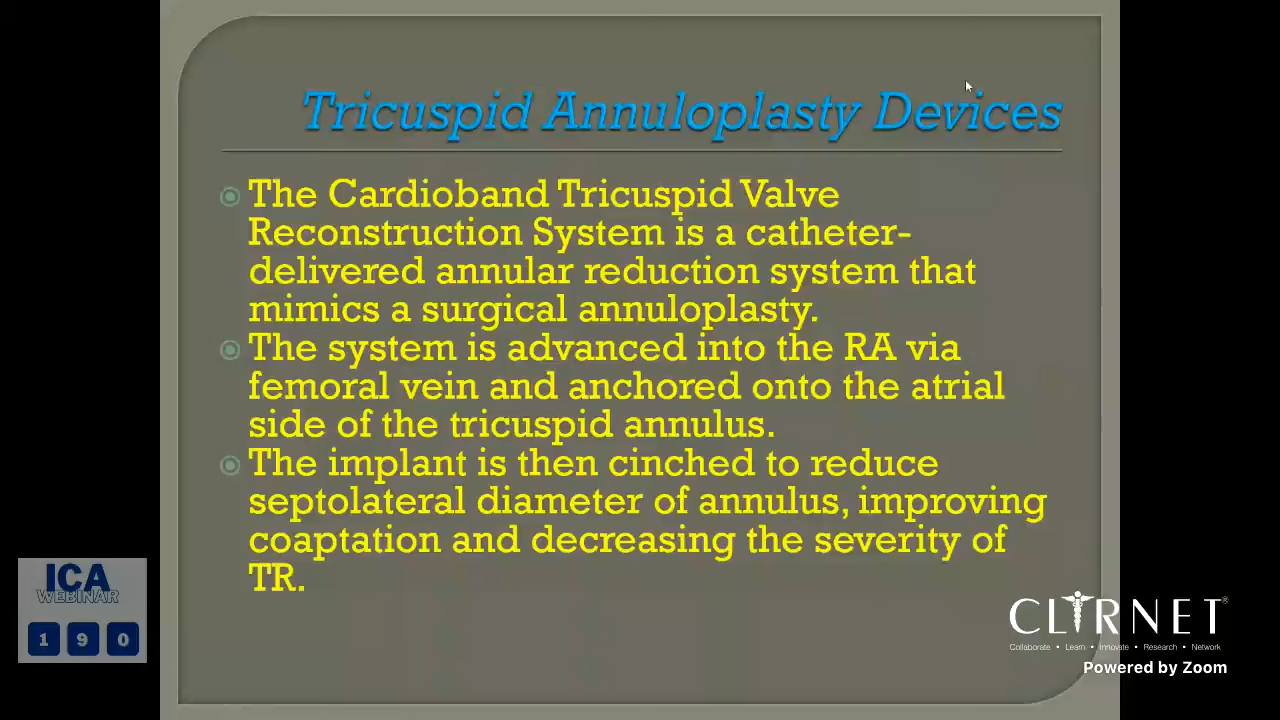 Tricuspid Annuloplasty Devices
The Cardioband Tricuspid Valve
Reconstruction System is a catheter-
delivered annular reduction system that
mimics a surgical annuloplasty.
The system is advanced into the RA via
femoral vein and anchored onto the atrial
side of the tricuspid annulus.
The implant is then cinched to reduce
septolateral diameter of annulus, improving
coaptation and decreasing the severity of
TR.
ICA
WEBINAR
1 9 0
CLIRNET®
Collaborate • Learn • Innovate • Research • Network
Powered by Zoom